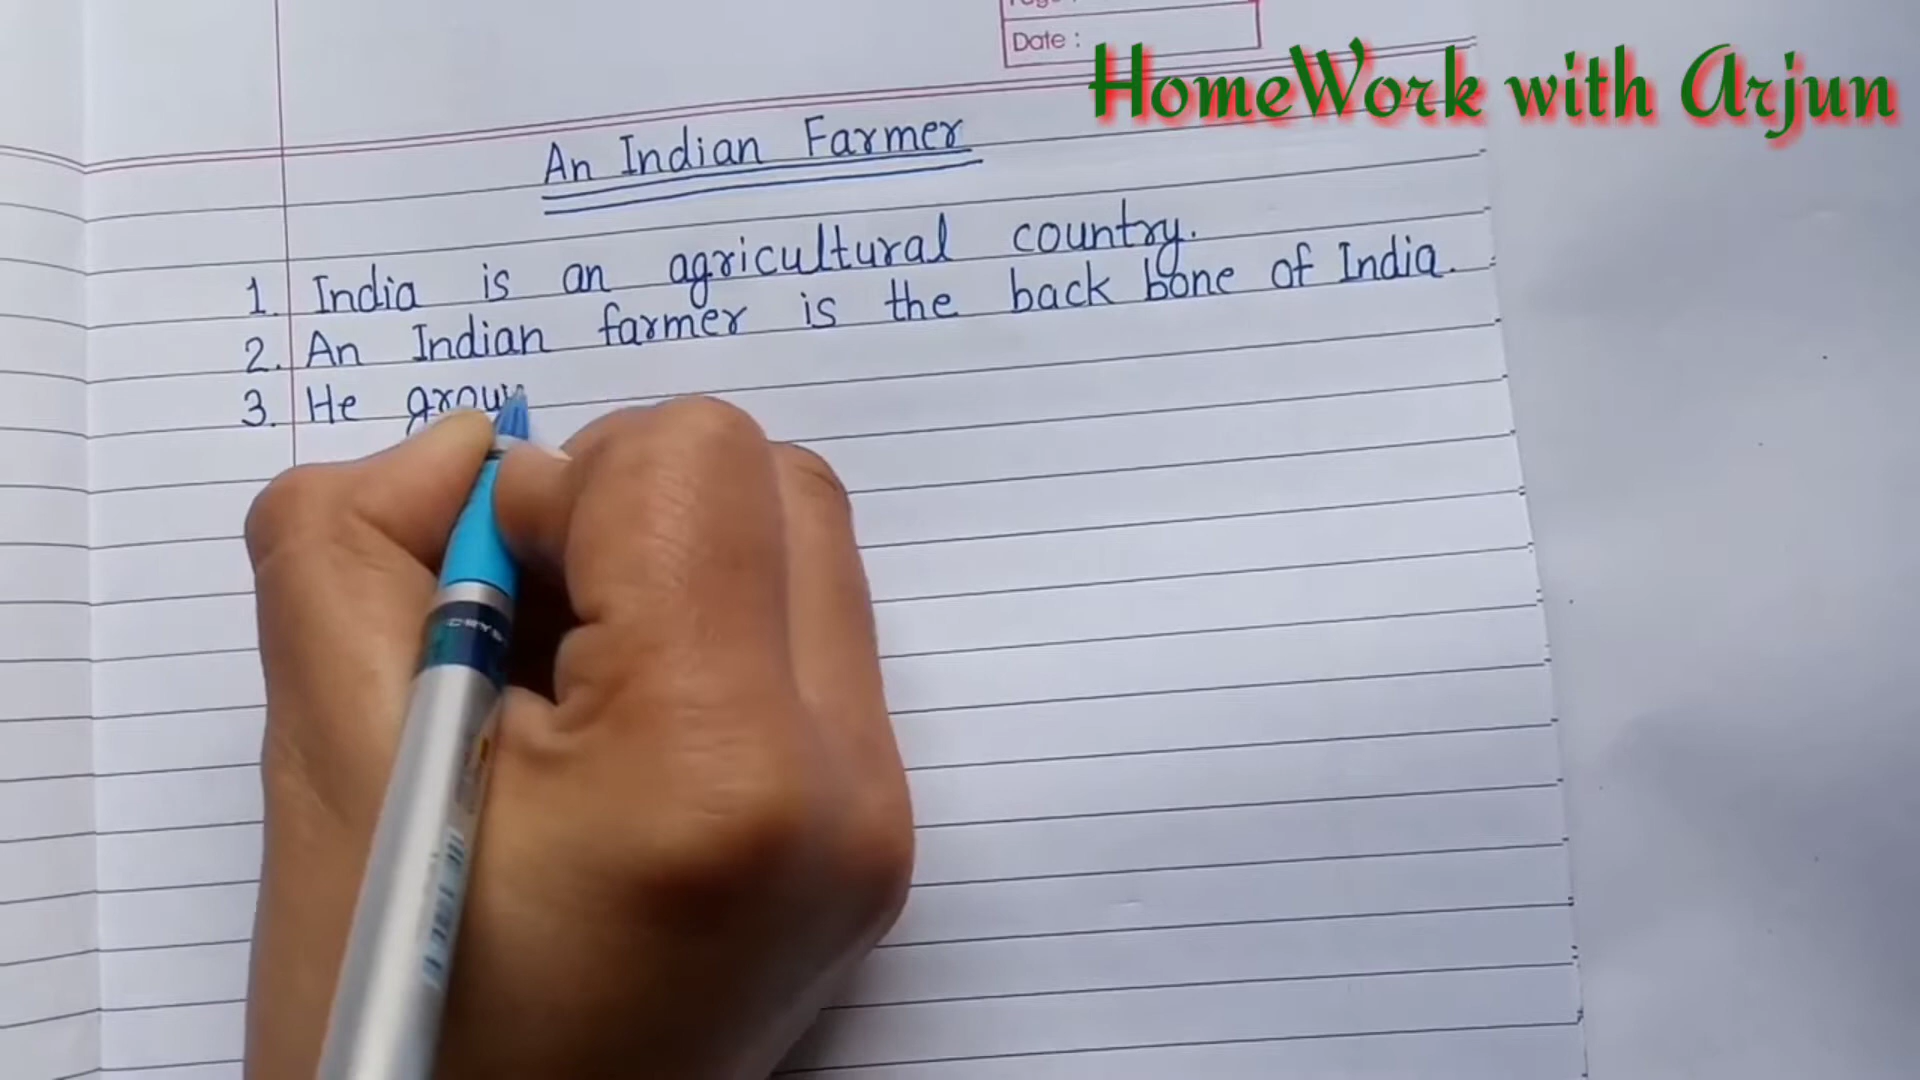 Date :
HomeWork with Arjun
An Indian Farmer
1. India is an agricultural country.
2. An Indian farmer is the back bone of India.
3. He grow